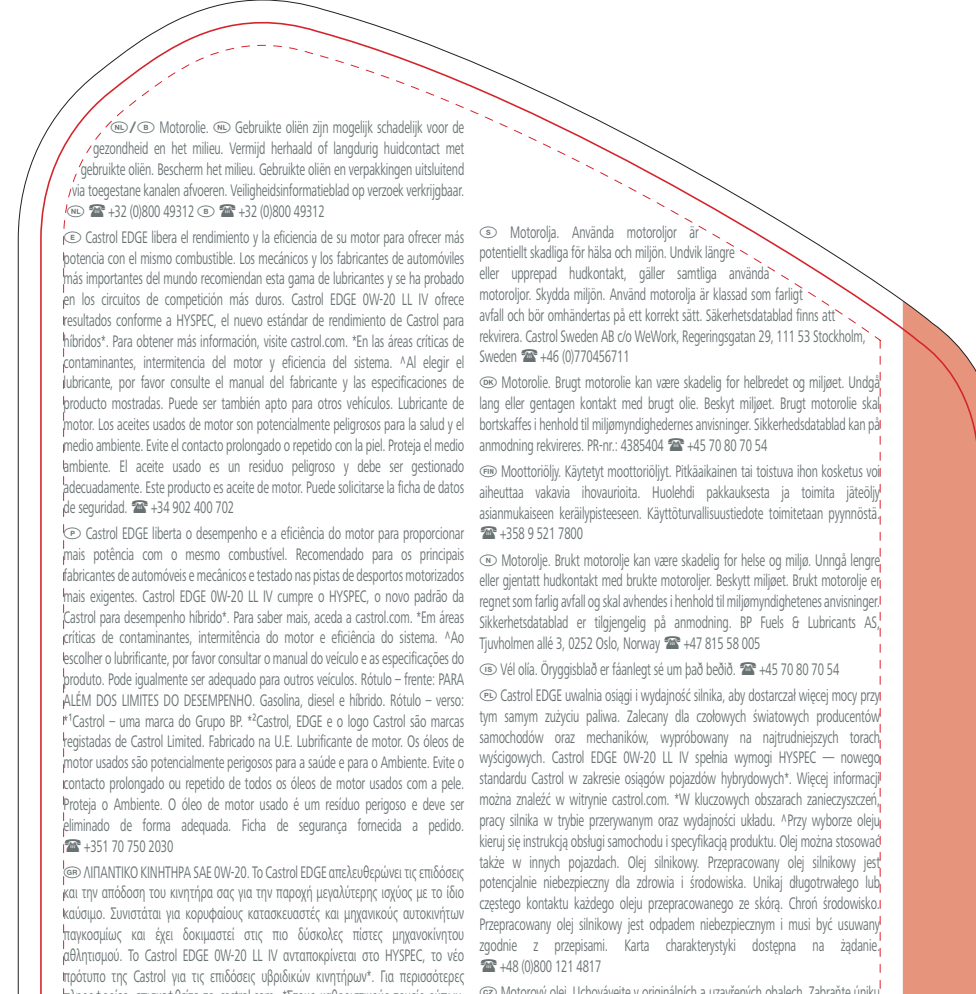 NL / B Motorolie. NL Gebruikte oliën zijn mogelijk schadelijk voor de
gezondheid en het milieu. Vermijd herhaald of langdurig huidcontact met
gebruikte oliën. Bescherm het milieu. Gebruikte oliën en verpakkingen uitsluitend
via toegestane kanalen afvoeren. Veiligheidsinformatieblad op verzoek verkrijgbaar.
NL ☎ +32 (0)800 49312 B ☎ +32 (0)800 49312
E Castrol EDGE libera el rendimiento y la eficiencia de su motor para ofrecer más
potencia con el mismo combustible. Los mecánicos y los fabricantes de automóviles
más importantes del mundo recomiendan esta gama de lubricantes y se ha probado
en los circuitos de competición más duros. Castrol EDGE 0W-20 LL IV ofrece
resultados conforme a HYSPEC, el nuevo estándar de rendimiento de Castrol para
híbridos*. Para obtener más información, visite castrol.com. *En las áreas críticas de
contaminantes, intermitencia del motor y eficiencia del sistema. ^Al elegir el
lubricante, por favor consulte el manual del fabricante y las especificaciones de
producto mostradas. Puede ser también apto para otros vehículos. Lubricante de
motor. Los aceites usados de motor son potencialmente peligrosos para la salud y el
medio ambiente. Evite el contacto prolongado o repetido con la piel. Proteja el medio
ambiente. El aceite usado es un residuo peligroso y debe ser gestionado
adecuadamente. Este producto es aceite de motor. Puede solicitarse la ficha de datos
de seguridad. ☎ +34 902 400 702
P Castrol EDGE liberta o desempenho e a eficiência do motor para proporcionar
mais potência com o mesmo combustível. Recomendado para os principais
fabricantes de automóveis e mecânicos e testado nas pistas de desportos motorizados
mais exigentes. Castrol EDGE 0W-20 LL IV cumpre o HYSPEC, o novo padrão da
Castrol para desempenho híbrido*. Para saber mais, aceda a castrol.com. *Em áreas
críticas de contaminantes, intermitência do motor e eficiência do sistema. ^Ao
escolher o lubrificante, por favor consultar o manual do veículo e as especificações do
produto. Pode igualmente ser adequado para outros veículos. Rótulo – frente: PARA
ALÉM DOS LIMITES DO DESEMPENHO. Gasolina, diesel e híbrido. Rótulo – verso:
*¹Castrol – uma marca do Grupo BP. *²Castrol, EDGE e o logo Castrol são marcas
registadas de Castrol Limited. Fabricado na U.E. Lubrificante de motor. Os óleos de
motor usados são potencialmente perigosos para a saúde e para o Ambiente. Evite o
contacto prolongado ou repetido de todos os óleos de motor usados com a pele.
Proteja o Ambiente. O óleo de motor usado é um resíduo perigoso e deve ser
eliminado de forma adequada. Ficha de segurança fornecida a pedido.
☎ +351 70 750 2030
GR ΛΙΠΑΝΤΙΚΟ ΚΙΝΗΤΗΡΑ SAE 0W-20. Το Castrol EDGE απελευθερώνει τις επιδόσεις
και την απόδοση του κινητήρα σας για την παροχή μεγαλύτερης ισχύος με το ίδιο
καύσιμο. Συνιστάται για κορυφαίους κατασκευαστές και μηχανικούς αυτοκινήτων
παγκοσμίως και έχει δοκιμαστεί στις πιο δύσκολες πίστες μηχανοκίνητου
αθλητισμού. Το Castrol EDGE 0W-20 LL IV ανταποκρίνεται στο HYSPEC, το νέο
πρότυπο της Castrol για τις επιδόσεις υβριδικών κινητήρων*. Για περισσότερες
S Motorolja. Använda motoroljor är
potentiellt skadliga för hälsa och miljön. Undvik längre
eller upprepad hudkontakt, gäller samtliga använda
motoroljor. Skydda miljön. Använd motorolja är klassad som farligt
avfall och bör omhändertas på ett korrekt sätt. Säkerhetsdatablad finns att
rekvirera. Castrol Sweden AB c/o WeWork, Regeringsgatan 29, 111 53 Stockholm,
Sweden ☎ +46 (0)770456711
DK Motorolie. Brugt motorolie kan være skadelig for helbredet og miljøet. Undgå
lang eller gentagen kontakt med brugt olie. Beskyt miljøet. Brugt motorolie skal
bortskaffes i henhold til miljømyndighedernes anvisninger. Sikkerhedsdatablad kan på
anmodning rekvireres. PR-nr.: 4385404 ☎ +45 70 80 70 54
FIN Moottoriöljy. Käytetyt moottoriöljyt. Pitkäaikainen tai toistuva ihon kosketus voi
aiheuttaa vakavia ihovaurioita. Huolehdi pakkauksesta ja toimita jäteöljy
asianmukaiseen keräilypisteeseen. Käyttöturvallisuustiedote toimitetaan pyynnöstä.
☎ +358 9 521 7800
N Motorolje. Brukt motorolje kan være skadelig for helse og miljø. Unngå lengre
eller gjentatt hudkontakt med brukte motoroljer. Beskytt miljøet. Brukt motorolje er
regnet som farlig avfall og skal avhendes i henhold til miljømyndighetenes anvisninger.
Sikkerhetsdatablad er tilgjengelig på anmodning. BP Fuels & Lubricants AS,
Tjuvholmen allé 3, 0252 Oslo, Norway ☎ +47 815 58 005
IS Vél olía. Öryggisblað er fáanlegt sé um það beðið. ☎ +45 70 80 70 54
PL Castrol EDGE uwalnia osiągi i wydajność silnika, aby dostarczał więcej mocy przy
tym samym zużyciu paliwa. Zalecany dla czołowych światowych producentów
samochodów oraz mechaników, wypróbowany na najtrudniejszych torach
wyścigowych. Castrol EDGE 0W-20 LL IV spełnia wymogi HYSPEC — nowego
standardu Castrol w zakresie osiągów pojazdów hybrydowych*. Więcej informacji
można znaleźć w witrynie castrol.com. *W kluczowych obszarach zanieczyszczeń,
pracy silnika w trybie przerywanym oraz wydajności układu. ^Przy wyborze oleju
kieruj się instrukcją obsługi samochodu i specyfikacją produktu. Olej można stosować
także w innych pojazdach. Olej silnikowy. Przepracowany olej silnikowy jest
potencjalnie niebezpieczny dla zdrowia i środowiska. Unikaj długotrwałego lub
częstego kontaktu każdego oleju przepracowanego ze skórą. Chroń środowisko.
Przepracowany olej silnikowy jest odpadem niebezpiecznym i musi być usuwany
zgodnie z przepisami. Karta charakterystyki dostępna na żądanie.
☎ +48 (0)800 121 4817
CZ Motorový olej. Uchovávejte v originálních a uzavřených obalech. Zabraňte úniku